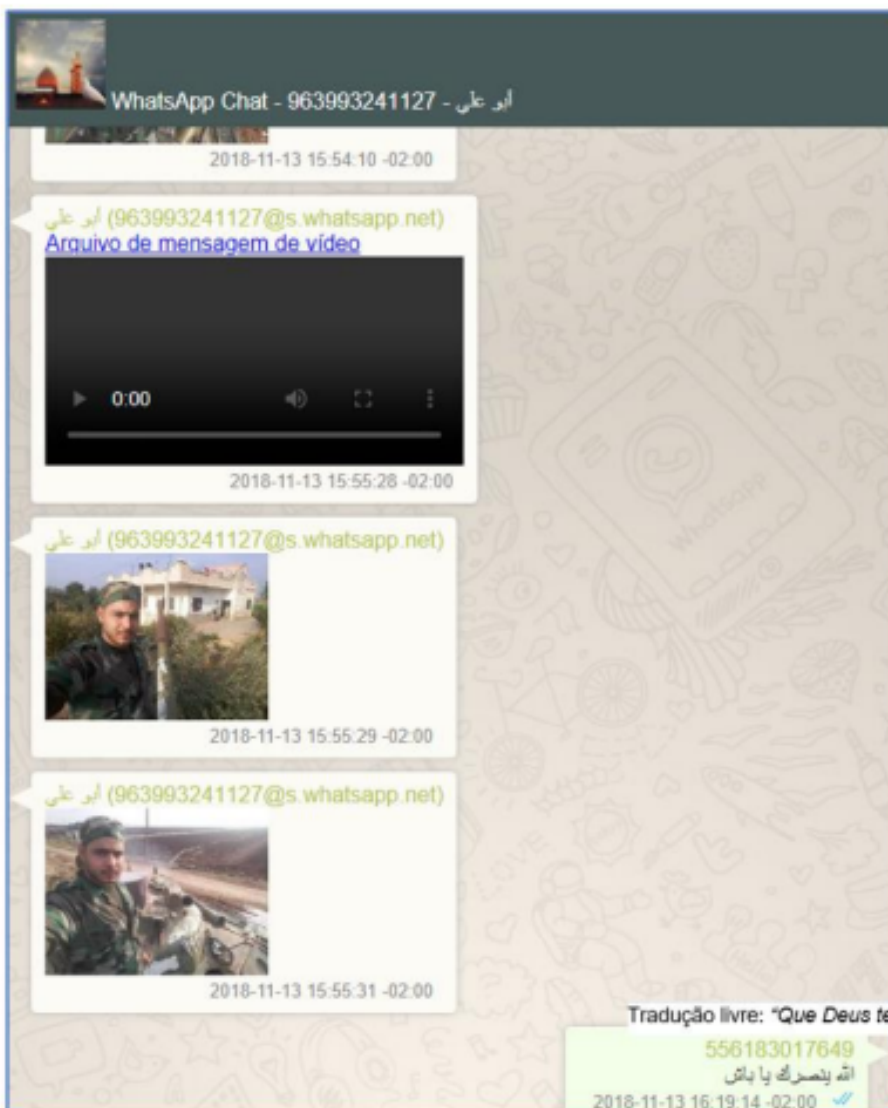 WhatsApp Chat - 963993241127 - أبو علي
2018-11-13 15:54:10 -02:00
أبو علي (963993241127@s.whatsapp.net)
Arquivo de mensagem de vídeo
0:00
2018-11-13 15:55:28 -02:00
أبو علي (963993241127@s.whatsapp.net)
2018-11-13 15:55:29 -02:00
أبو علي (963993241127@s.whatsapp.net)
2018-11-13 15:55:31 -02:00
Tradução livre: "Que Deus te
556183017649
الله ينصرك يا باش
2018-11-13 16:19:14 -02:00
Whatsapp